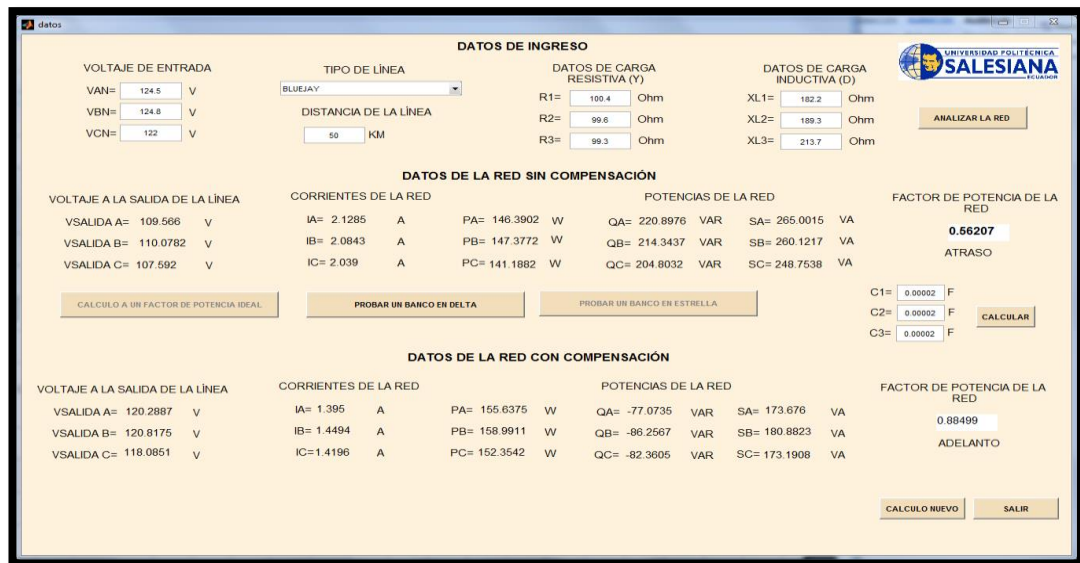 datos
DATOS DE INGRESO
UNIVERSIDAD POLITÉCNICA
SALESIANA
ECUADOR
VOLTAJE DE ENTRADA
VAN= 124.5 V
VBN= 124.8 V
VCN= 122 V
TIPO DE LÌNEA
BLUEJAY
DISTANCIA DE LA LÌNEA
50 KM
DATOS DE CARGA
RESISTIVA (Y)
R1= 100.4 Ohm
R2= 99.6 Ohm
R3= 99.3 Ohm
DATOS DE CARGA
INDUCTIVA (D)
XL1= 182.2 Ohm
XL2= 189.3 Ohm
XL3= 213.7 Ohm
ANALIZAR LA RED
DATOS DE LA RED SIN COMPENSACIÓN
VOLTAJE A LA SALIDA DE LA LÍNEA
VSALIDA A= 109.566 V
VSALIDA B= 110.0782 V
VSALIDA C= 107.592 V
CORRIENTES DE LA RED
IA= 2.1285 A
IB= 2.0843 A
IC= 2.039 A
POTENCIAS DE LA RED
PA= 146.3902 W QA= 220.8976 VAR SA= 265.0015 VA
PB= 147.3772 W QB= 214.3437 VAR SB= 260.1217 VA
PC= 141.1882 W QC= 204.8032 VAR SC= 248.7538 VA
FACTOR DE POTENCIA DE LA
RED
0.56207
ATRASO
CALCULO A UN FACTOR DE POTENCIA IDEAL
PROBAR UN BANCO EN DELTA
PROBAR UN BANCO EN ESTRELLA
C1= 0.00002 F
C2= 0.00002 F
C3= 0.00002 F
CALCULAR
DATOS DE LA RED CON COMPENSACIÓN
VOLTAJE A LA SALIDA DE LA LÍNEA
VSALIDA A= 120.2887 V
VSALIDA B= 120.8175 V
VSALIDA C= 118.0851 V
CORRIENTES DE LA RED
IA= 1.395 A
IB= 1.4494 A
IC=1.4196 A
POTENCIAS DE LA RED
PA= 155.6375 W QA= -77.0735 VAR SA= 173.676 VA
PB= 158.9911 W QB= -86.2567 VAR SB= 180.8823 VA
PC= 152.3542 W QC= -82.3605 VAR SC= 173.1908 VA
FACTOR DE POTENCIA DE LA
RED
0.88499
ADELANTO
CALCULO NUEVO
SALIR